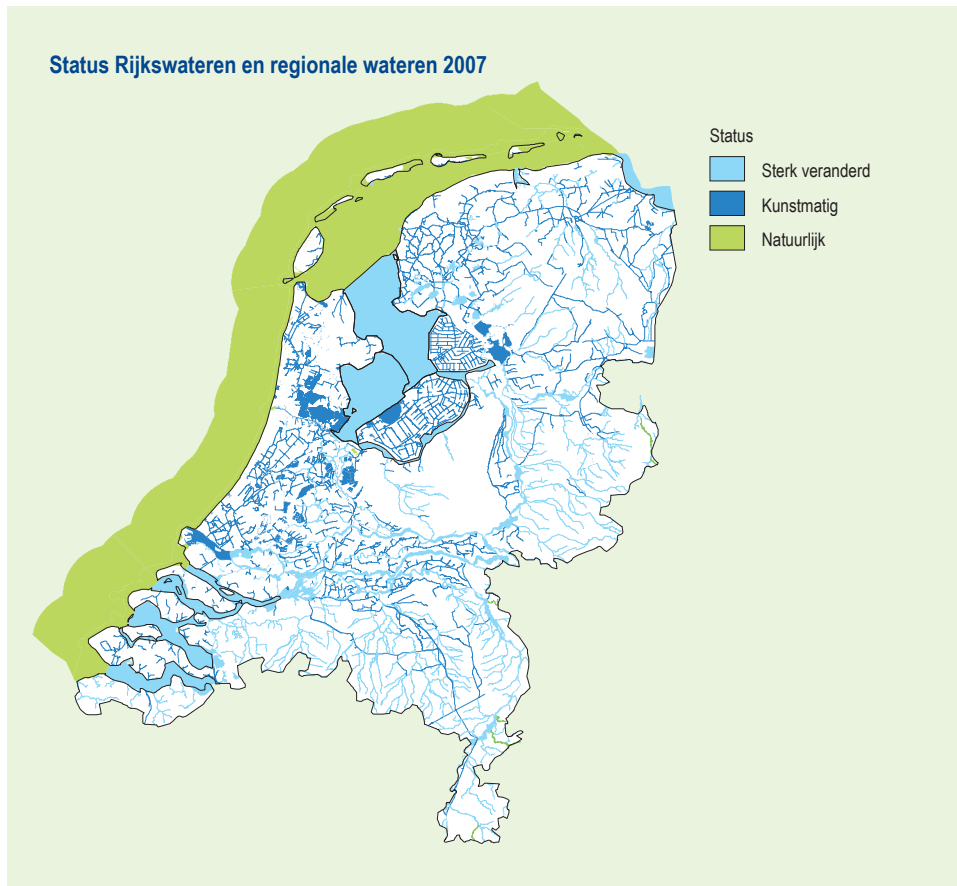 Status Rijkswateren en regionale wateren 2007
Status
Sterk veranderd
Kunstmatig
Natuurlijk